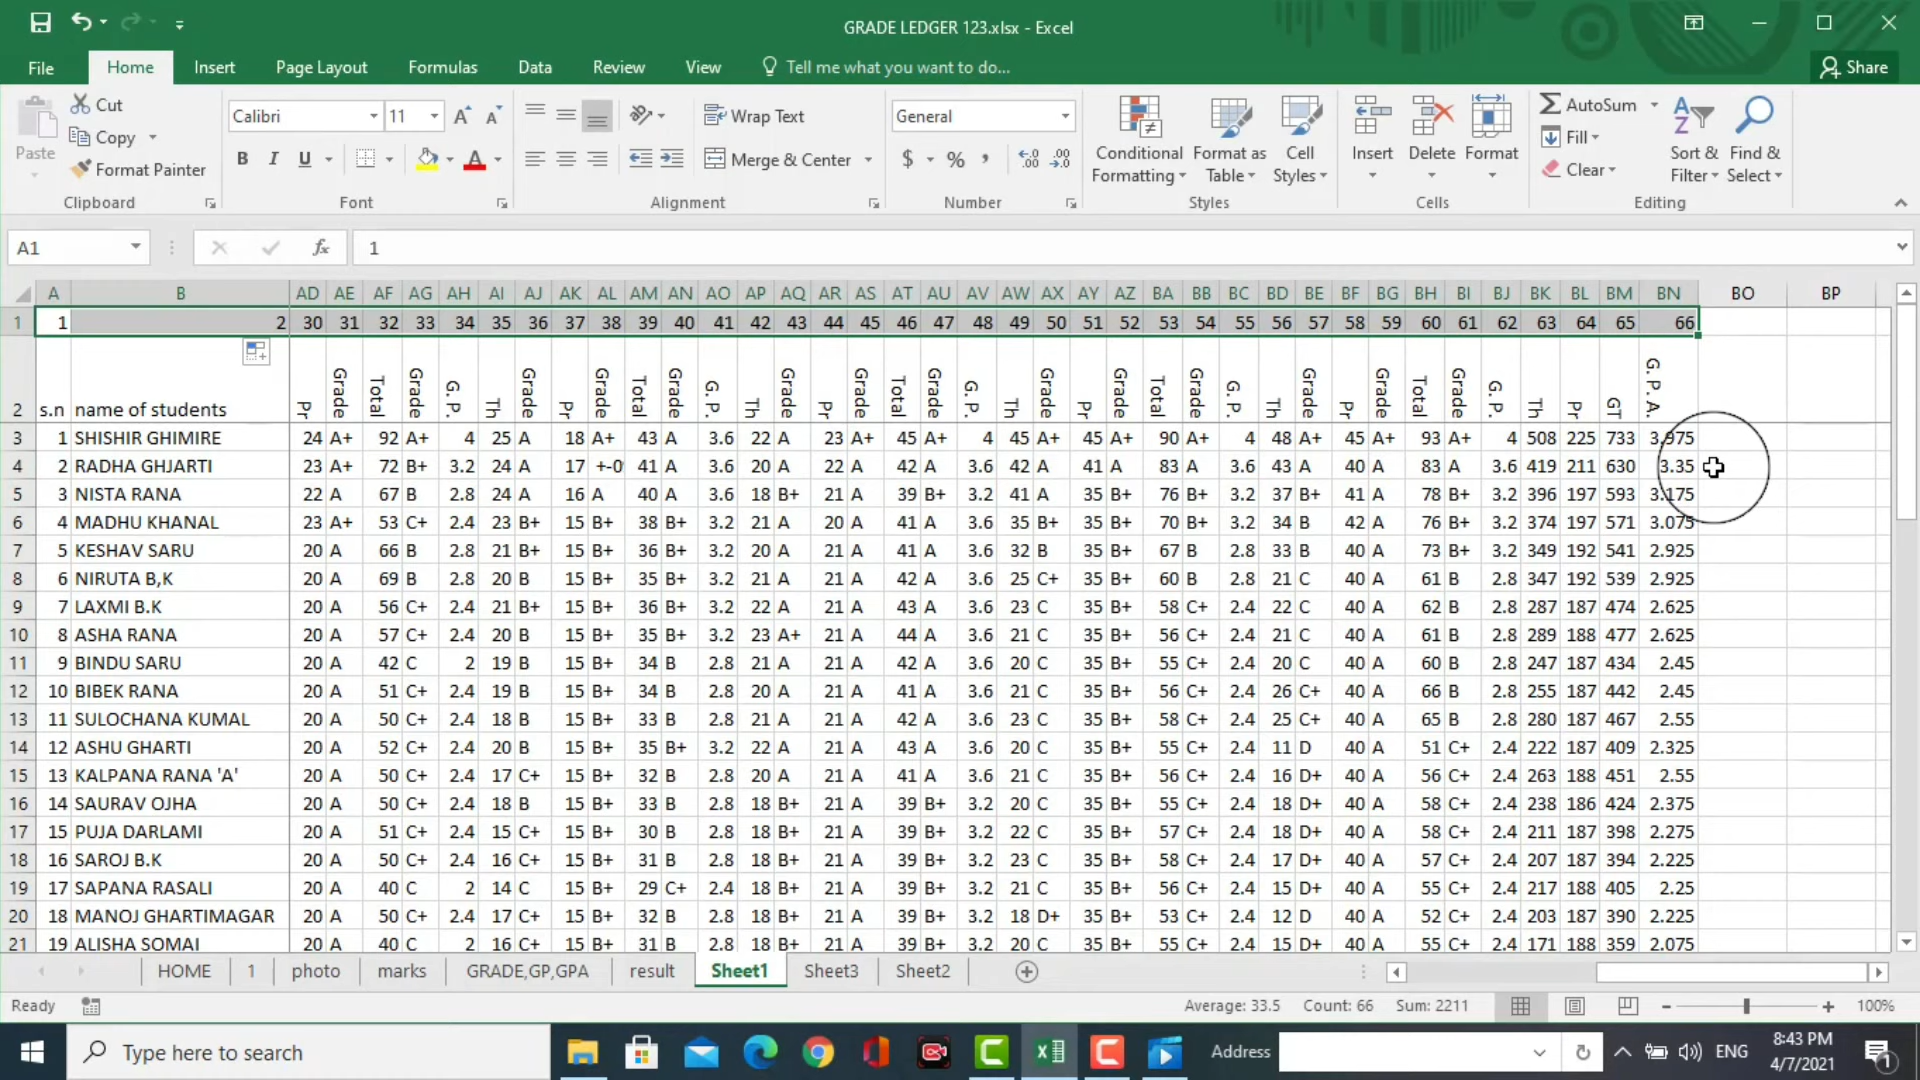 GRADE LEDGER 123.xlsx - Excel
File Home Insert Page Layout Formulas Data Review View Tell me what you want to do... Share
Cut
Copy
Format Painter
Paste
Calibri 11
B I U
Wrap Text
Merge & Center
General
$ % ,
Conditional Formatting
Format as Table
Cell Styles
Insert Delete Format
AutoSum
Fill
Clear
Sort & Filter
Find & Select
Clipboard Font Alignment Number Styles Cells Editing
A1 fx 1
A B AD AE AF AG AH AI AJ AK AL AM AN AO AP AQ AR AS AT AU AV AW AX AY AZ BA BB BC BD BE BF BG BH BI BJ BK BL BM BN BO BP
1 1 2 30 31 32 33 34 35 36 37 38 39 40 41 42 43 44 45 46 47 48 49 50 51 52 53 54 55 56 57 58 59 60 61 62 63 64 65 66
2 s.n name of students Pr Grade Total Grade G. P. Th Grade Pr Grade Total Grade G. P. Th Grade Pr Grade Total Grade G. P. Th Grade Pr Grade Total Grade G. P. Th Grade Pr Grade Total Grade G. P. Th Pr GT G. P. A.
3 1 SHISHIR GHIMIRE 24 A+ 92 A+ 4 25 A 18 A+ 43 A 3.6 22 A 23 A+ 45 A+ 4 45 A+ 45 A+ 90 A+ 4 48 A+ 45 A+ 93 A+ 4 508 225 733 3.975
4 2 RADHA GHJARTI 23 A+ 72 B+ 3.2 24 A 17 +-0 41 A 3.6 20 A 22 A 42 A 3.6 42 A 41 A 83 A 3.6 43 A 40 A 83 A 3.6 419 211 630 3.35
5 3 NISTA RANA 22 A 67 B 2.8 24 A 16 A 40 A 3.6 18 B+ 21 A 39 B+ 3.2 41 A 35 B+ 76 B+ 3.2 37 B+ 41 A 78 B+ 3.2 396 197 593 3.175
6 4 MADHU KHANAL 23 A+ 53 C+ 2.4 23 B+ 15 B+ 38 B+ 3.2 21 A 20 A 41 A 3.6 35 B+ 35 B+ 70 B+ 3.2 34 B 42 A 76 B+ 3.2 374 197 571 3.075
7 5 KESHAV SARU 20 A 66 B 2.8 21 B+ 15 B+ 36 B+ 3.2 20 A 21 A 41 A 3.6 32 B 35 B+ 67 B 2.8 33 B 40 A 73 B+ 3.2 349 192 541 2.925
8 6 NIRUTA B,K 20 A 69 B 2.8 20 B 15 B+ 35 B+ 3.2 21 A 21 A 42 A 3.6 25 C+ 35 B+ 60 B 2.8 21 C 40 A 61 B 2.8 347 192 539 2.925
9 7 LAXMI B.K 20 A 56 C+ 2.4 21 B+ 15 B+ 36 B+ 3.2 22 A 21 A 43 A 3.6 23 C 35 B+ 58 C+ 2.4 22 C 40 A 62 B 2.8 287 187 474 2.625
10 8 ASHA RANA 20 A 57 C+ 2.4 20 B 15 B+ 35 B+ 3.2 23 A+ 21 A 44 A 3.6 21 C 35 B+ 56 C+ 2.4 21 C 40 A 61 B 2.8 289 188 477 2.625
11 9 BINDU SARU 20 A 42 C 2 19 B 15 B+ 34 B 2.8 21 A 21 A 42 A 3.6 20 C 35 B+ 55 C+ 2.4 20 C 40 A 60 B 2.8 247 187 434 2.45
12 10 BIBEK RANA 20 A 51 C+ 2.4 19 B 15 B+ 34 B 2.8 20 A 21 A 41 A 3.6 21 C 35 B+ 56 C+ 2.4 26 C+ 40 A 66 B 2.8 255 187 442 2.45
13 11 SULOCHANA KUMAL 20 A 50 C+ 2.4 18 B 15 B+ 33 B 2.8 21 A 21 A 42 A 3.6 23 C 35 B+ 58 C+ 2.4 25 C+ 40 A 65 B 2.8 280 187 467 2.55
14 12 ASHU GHARTI 20 A 52 C+ 2.4 20 B 15 B+ 35 B+ 3.2 22 A 21 A 43 A 3.6 20 C 35 B+ 55 C+ 2.4 11 D 40 A 51 C+ 2.4 222 187 409 2.325
15 13 KALPANA RANA 'A' 20 A 50 C+ 2.4 17 C+ 15 B+ 32 B 2.8 20 A 21 A 41 A 3.6 21 C 35 B+ 56 C+ 2.4 16 D+ 40 A 56 C+ 2.4 263 188 451 2.55
16 14 SAURAV OJHA 20 A 50 C+ 2.4 18 B 15 B+ 33 B 2.8 18 B+ 21 A 39 B+ 3.2 20 C 35 B+ 55 C+ 2.4 18 D+ 40 A 58 C+ 2.4 238 186 424 2.375
17 15 PUJA DARLAMI 20 A 51 C+ 2.4 15 C+ 15 B+ 30 B 2.8 18 B+ 21 A 39 B+ 3.2 22 C 35 B+ 57 C+ 2.4 18 D+ 40 A 58 C+ 2.4 211 187 398 2.275
18 16 SAROJ B.K 20 A 50 C+ 2.4 16 C+ 15 B+ 31 B 2.8 18 B+ 21 A 39 B+ 3.2 23 C 35 B+ 58 C+ 2.4 17 D+ 40 A 57 C+ 2.4 207 187 394 2.225
19 17 SAPANA RASALI 20 A 40 C 2 14 C 15 B+ 29 C+ 2.4 18 B+ 21 A 39 B+ 3.2 21 C 35 B+ 56 C+ 2.4 15 D+ 40 A 55 C+ 2.4 217 188 405 2.25
20 18 MANOJ GHARTIMAGAR 20 A 50 C+ 2.4 17 C+ 15 B+ 32 B 2.8 18 B+ 21 A 39 B+ 3.2 18 D+ 35 B+ 53 C+ 2.4 12 D 40 A 52 C+ 2.4 203 187 390 2.225
21 19 ALISHA SOMAI 20 A 40 C 2 16 C+ 15 B+ 31 B 2.8 18 B+ 21 A 39 B+ 3.2 20 C 35 B+ 55 C+ 2.4 15 D+ 40 A 55 C+ 2.4 171 188 359 2.075
HOME 1 photo marks GRADE,GP,GPA result Sheet1 Sheet3 Sheet2
Ready Average: 33.5 Count: 66 Sum: 2211 100%
Type here to search Address ENG 8:43 PM
4/7/2021 1